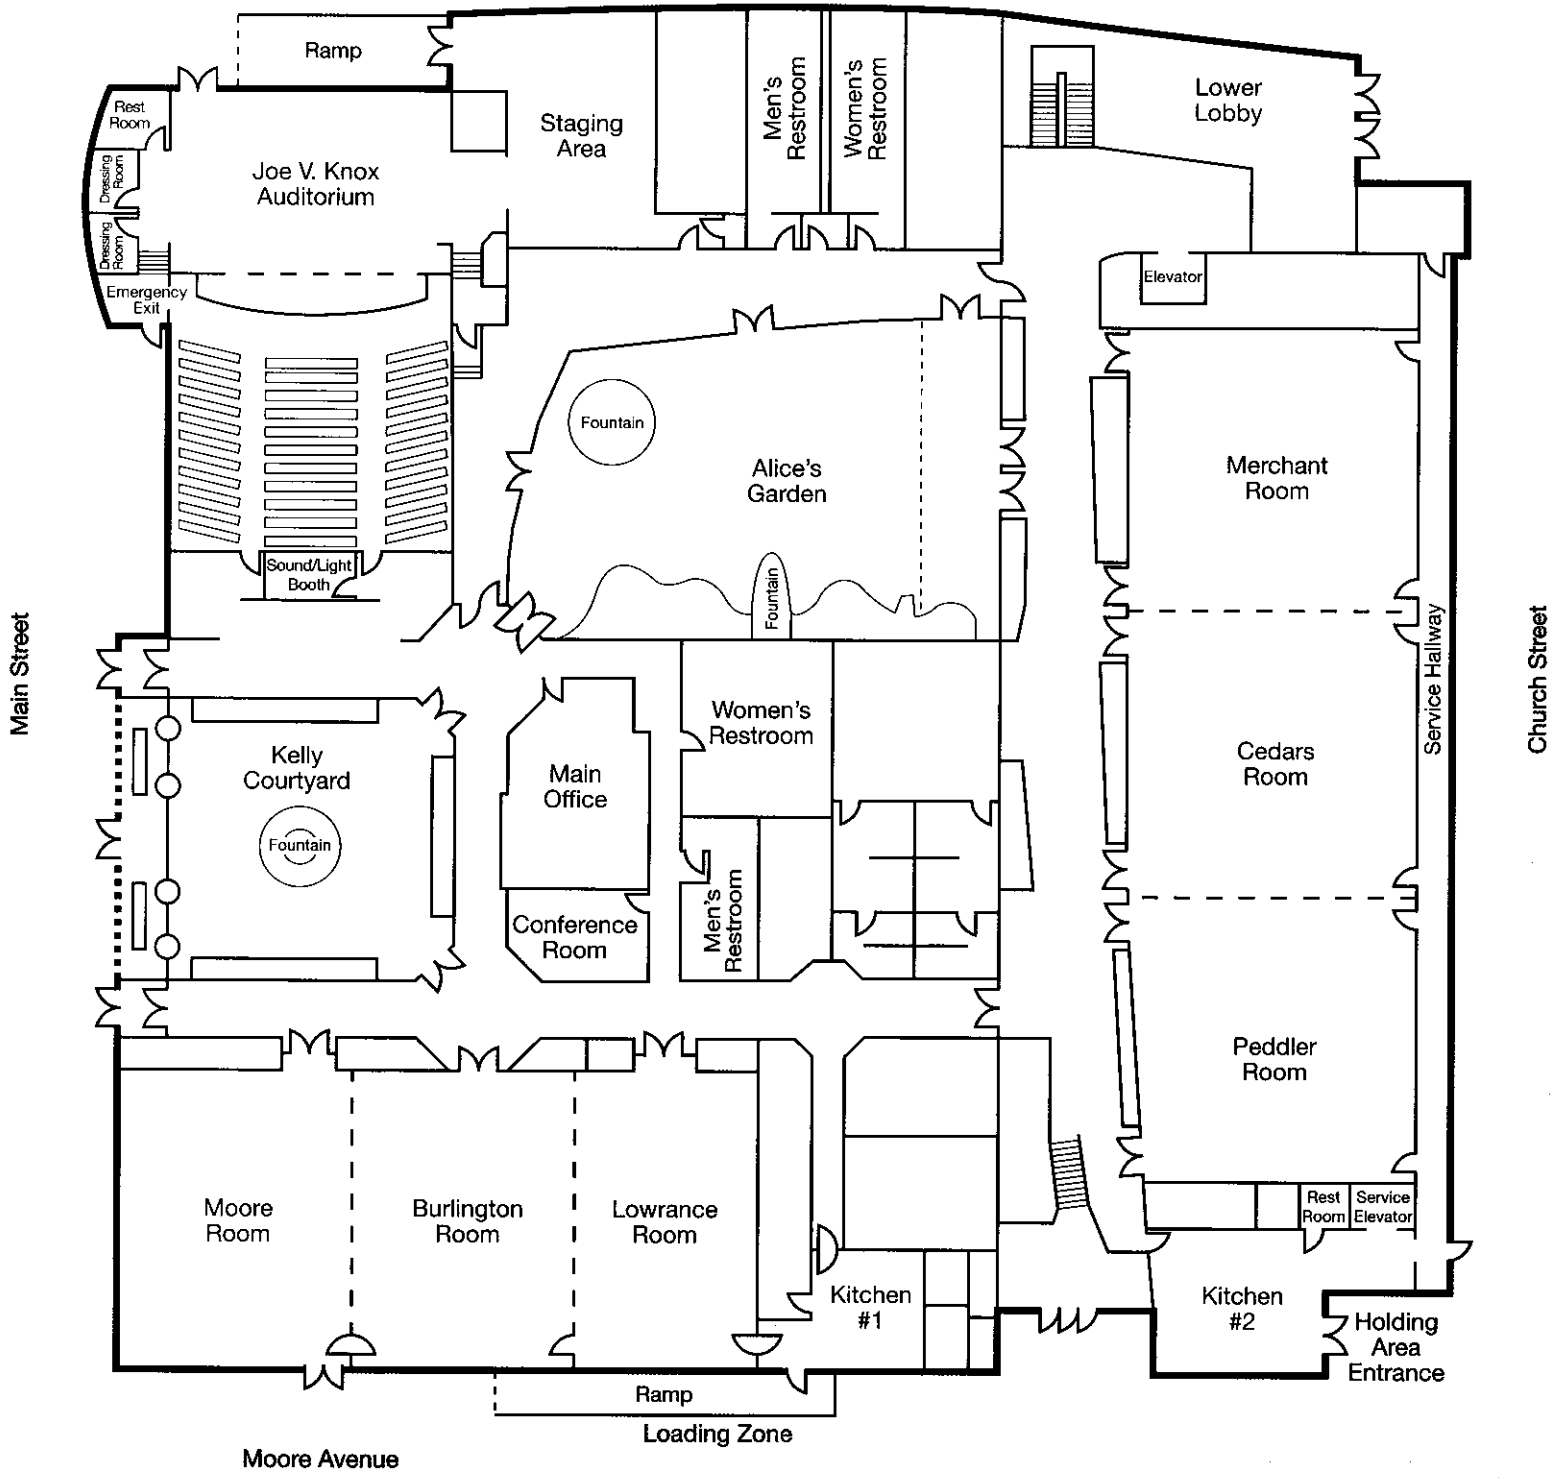 Ramp
Men's
Restroom
Women's
Restroom
Lower
Lobby
Rest
Room
Staging
Area
Joe V. Knox
Auditorium
Dressing
Room
Dressing
Room
Emergency
Exit
Elevator
Fountain
Alice's
Garden
Merchant
Room
Sound/Light
Booth
Fountain
Main Street
Service Hallway
Church Street
Women's
Restroom
Kelly
Courtyard
Fountain
Main
Office
Cedars
Room
Conference
Room
Men's
Restroom
Peddler
Room
Moore
Room
Burlington
Room
Lowrance
Room
Rest
Room
Service
Elevator
Kitchen
#1
Kitchen
#2
Holding
Area
Entrance
Ramp
Loading Zone
Moore Avenue